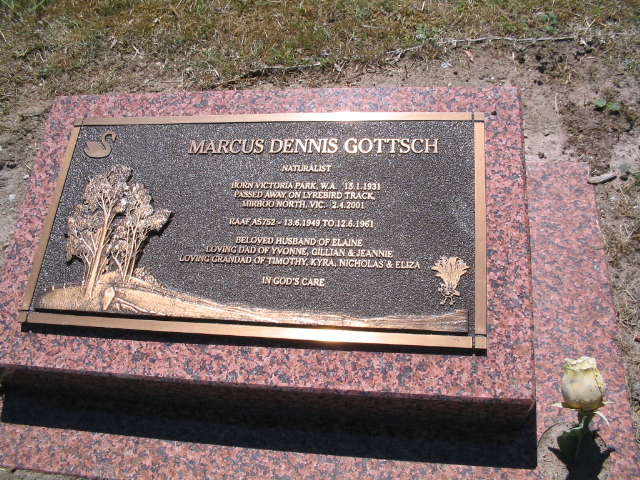 MARCUS DENNIS GOTTSCH
NATURALIST
BORN VICTORIA PARK, W.A. 15.1.1931
PASSED AWAY ON LYREBIRD TRACK,
MIRBOO NORTH, VIC. 2.4.2001
RAAF A5752 - 13.6.1949 TO 12.6.1961
BELOVED HUSBAND OF ELAINE
LOVING DAD OF YVONNE, GILLIAN & JEANNIE
LOVING GRANDAD OF TIMOTHY, KYRA, NICHOLAS & ELIZA
IN GOD'S CARE